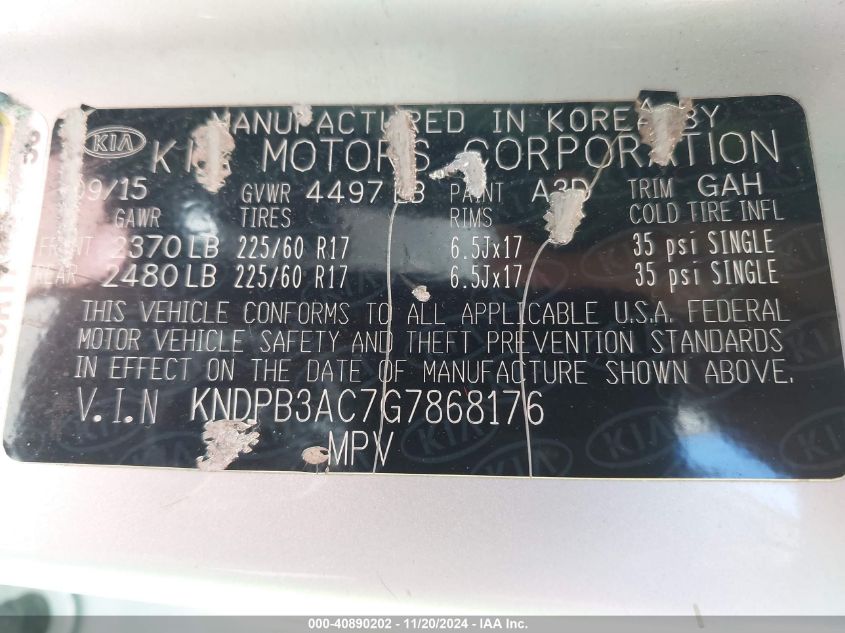 MANUFACTURED IN KOREA BY
KIA
KIA MOTORS CORPORATION
09/15 GVWR 4497 LB PAINT A3D TRIM GAH
GAWR TIRES RIMS COLD TIRE INFL
FRONT 2370 LB 225/60 R17 6.5Jx17 35 psi SINGLE
REAR 2480 LB 225/60 R17 6.5Jx17 35 psi SINGLE
THIS VEHICLE CONFORMS TO ALL APPLICABLE U.S.A. FEDERAL
MOTOR VEHICLE SAFETY AND THEFT PREVENTION STANDARDS
IN EFFECT ON THE DATE OF MANUFACTURE SHOWN ABOVE.
V.I.N KNDPB3AC7G7868176
MPV
000-40890202 - 11/20/2024 - IAA Inc.